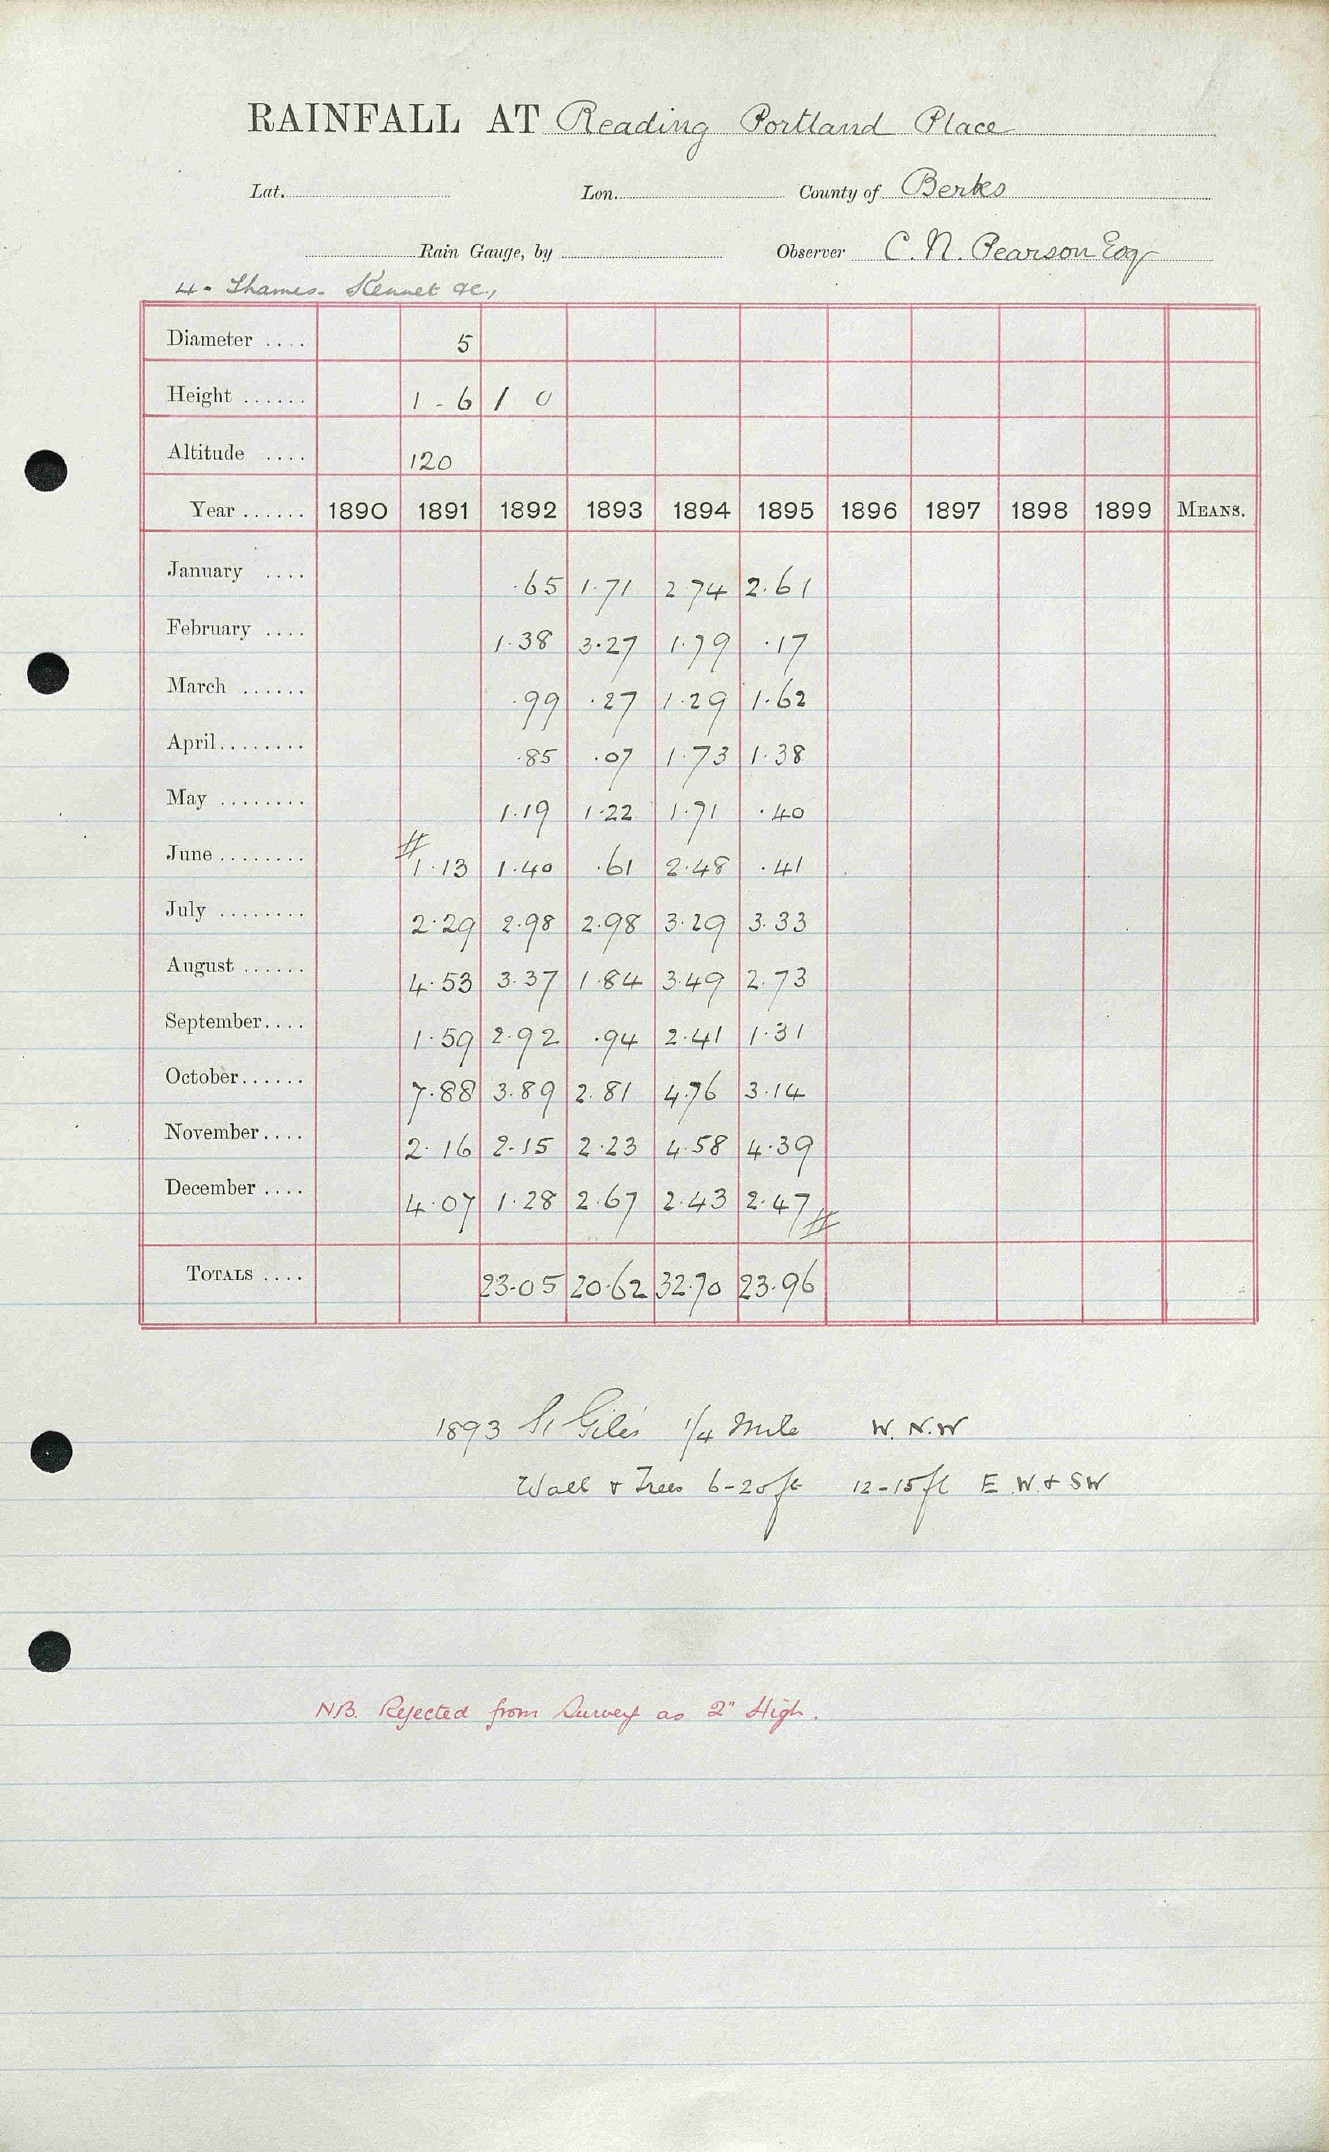 RAINFALL AT Reading Portland Place
Lat. Lon. County of Berks
Rain Gauge, by Observer C. N. Pearson Esq
4. Thames. Kennet &c,
Diameter .... 5
Height ...... 1 - 6 1 0
Altitude .... 120
Year ...... 1890 1891 1892 1893 1894 1895 1896 1897 1898 1899 MEANS.
January .... .65 1.71 2.74 2.61
February .... 1.38 3.27 1.79 .17
March ...... .99 .27 1.29 1.62
April........ .85 .07 1.73 1.38
May ........ 1.19 1.22 1.71 .40
June ........ # 1.13 1.40 .61 2.48 .41
July ........ 2.29 2.98 2.98 3.29 3.33
August ...... 4.53 3.37 1.84 3.49 2.73
September.... 1.59 2.92 .94 2.41 1.31
October...... 7.88 3.89 2.81 4.76 3.14
November.... 2.16 2.15 2.23 4.58 4.39
December .... 4.07 1.28 2.67 2.43 2.47 #
TOTALS .... 23.05 20.62 32.70 23.96
1893 St Giles 1/4 Mile W. N. W
Wall & Trees 6-20ft 12-15ft E W. & SW
NB. Rejected from Survey as 2" High.